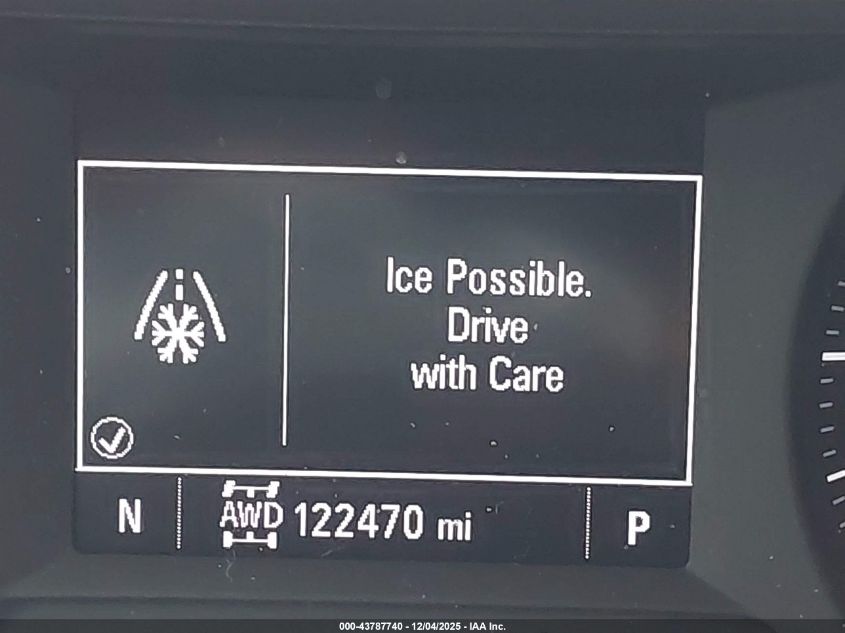 Ice Possible.
Drive
with Care
N
AWD 122470 mi
P
000-43787740 - 12/04/2025 - IAA Inc.